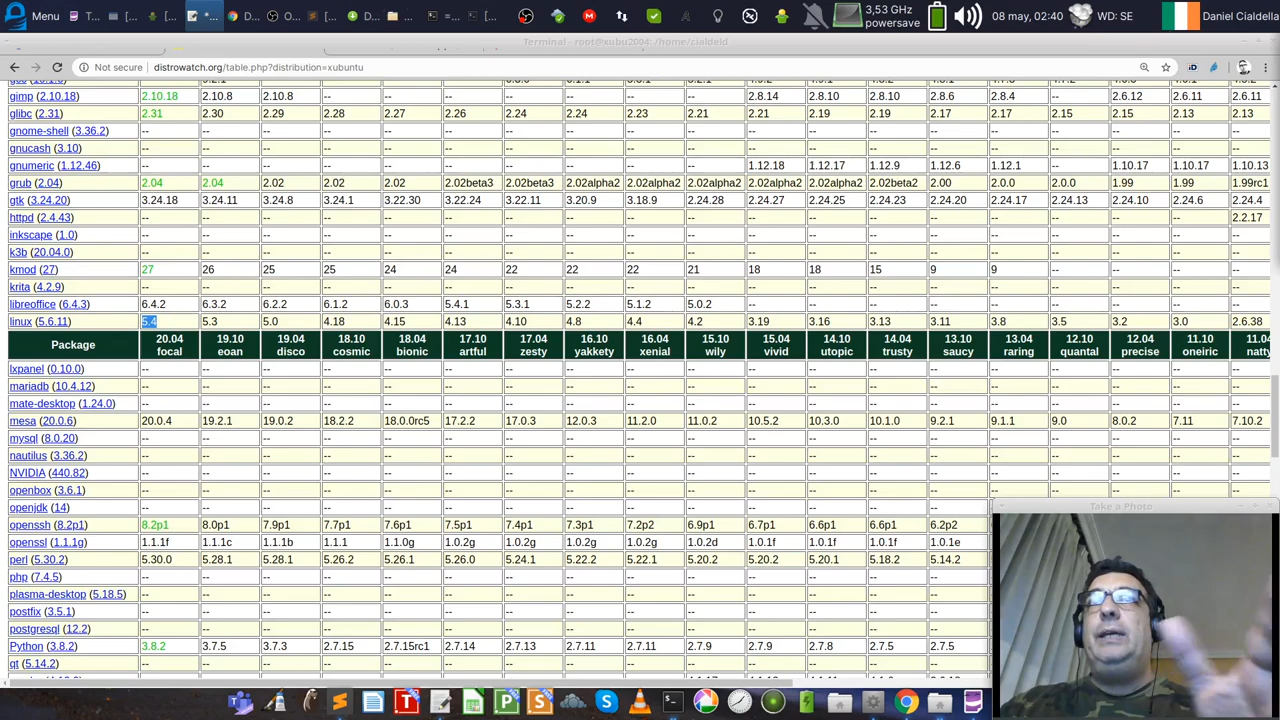 Menu T... [... *... D... O... [... D... =... [... 3,53 GHz powersave 08 may, 02:40 WD: SE Daniel Cialdella
Terminal - root@xubu2004: /home/cialdeld
Not secure distrowatch.org/table.php?distribution=xubuntu
gimp (2.10.18) 2.10.18 2.10.8 2.10.8 -- -- -- -- -- -- -- 2.8.14 2.8.10 2.8.10 2.8.6 2.8.4 -- 2.6.12 2.6.11 2.6.11
glibc (2.31) 2.31 2.30 2.29 2.28 2.27 2.26 2.24 2.24 2.23 2.21 2.21 2.19 2.19 2.17 2.17 2.15 2.15 2.13 2.13
gnome-shell (3.36.2) -- -- -- -- -- -- -- -- -- -- -- -- -- -- -- -- -- -- --
gnucash (3.10) -- -- -- -- -- -- -- -- -- -- -- -- -- -- -- -- -- -- --
gnumeric (1.12.46) -- -- -- -- -- -- -- -- -- -- 1.12.18 1.12.17 1.12.9 1.12.6 1.12.1 -- 1.10.17 1.10.17 1.10.13
grub (2.04) 2.04 2.04 2.02 2.02 2.02 2.02beta3 2.02beta3 2.02alpha2 2.02alpha2 2.02alpha2 2.02alpha2 2.02alpha2 2.02beta2 2.00 2.0.0 2.0.0 1.99 1.99 1.99rc1
gtk (3.24.20) 3.24.18 3.24.11 3.24.8 3.24.1 3.22.30 3.22.24 3.22.11 3.20.9 3.18.9 2.24.28 2.24.27 2.24.25 2.24.23 2.24.20 2.24.17 2.24.13 2.24.10 2.24.6 2.24.4
httpd (2.4.43) -- -- -- -- -- -- -- -- -- -- -- -- -- -- -- -- -- -- 2.2.17
inkscape (1.0) -- -- -- -- -- -- -- -- -- -- -- -- -- -- -- -- -- -- --
k3b (20.04.0) -- -- -- -- -- -- -- -- -- -- -- -- -- -- -- -- -- -- --
kmod (27) 27 26 25 25 24 24 22 22 22 21 18 18 15 9 9 -- -- -- --
krita (4.2.9) -- -- -- -- -- -- -- -- -- -- -- -- -- -- -- -- -- -- --
libreoffice (6.4.3) 6.4.2 6.3.2 6.2.2 6.1.2 6.0.3 5.4.1 5.3.1 5.2.2 5.1.2 5.0.2 -- -- -- -- -- -- -- -- --
linux (5.6.11) 5.4 5.3 5.0 4.18 4.15 4.13 4.10 4.8 4.4 4.2 3.19 3.16 3.13 3.11 3.8 3.5 3.2 3.0 2.6.38
Package 20.04 19.10 19.04 18.10 18.04 17.10 17.04 16.10 16.04 15.10 15.04 14.10 14.04 13.10 13.04 12.10 12.04 11.10 11.04
focal eoan disco cosmic bionic artful zesty yakkety xenial wily vivid utopic trusty saucy raring quantal precise oneiric natty
lxpanel (0.10.0) -- -- -- -- -- -- -- -- -- -- -- -- -- -- -- -- -- -- --
mariadb (10.4.12) -- -- -- -- -- -- -- -- -- -- -- -- -- -- -- -- -- -- --
mate-desktop (1.24.0) -- -- -- -- -- -- -- -- -- -- -- -- -- -- -- -- -- -- --
mesa (20.0.6) 20.0.4 19.2.1 19.0.2 18.2.2 18.0.0rc5 17.2.2 17.0.3 12.0.3 11.2.0 11.0.2 10.5.2 10.3.0 10.1.0 9.2.1 9.1.1 9.0 8.0.2 7.11 7.10.2
mysql (8.0.20) -- -- -- -- -- -- -- -- -- -- -- -- -- -- -- -- -- -- --
nautilus (3.36.2) -- -- -- -- -- -- -- -- -- -- -- -- -- -- -- -- -- -- --
NVIDIA (440.82) -- -- -- -- -- -- -- -- -- -- -- -- -- -- -- -- -- -- --
openbox (3.6.1) -- -- -- -- -- -- -- -- -- -- -- -- -- -- -- -- -- -- --
openjdk (14) -- -- -- -- -- -- -- -- -- -- -- -- -- --
Take a Photo
openssh (8.2p1) 8.2p1 8.0p1 7.9p1 7.7p1 7.6p1 7.5p1 7.4p1 7.3p1 7.2p2 6.9p1 6.7p1 6.6p1 6.6p1 6.2p2
openssl (1.1.1g) 1.1.1f 1.1.1c 1.1.1b 1.1.1 1.1.0g 1.0.2g 1.0.2g 1.0.2g 1.0.2g 1.0.2d 1.0.1f 1.0.1f 1.0.1f 1.0.1e
perl (5.30.2) 5.30.0 5.28.1 5.28.1 5.26.2 5.26.1 5.26.0 5.24.1 5.22.2 5.22.1 5.20.2 5.20.2 5.20.1 5.18.2 5.14.2
php (7.4.5) -- -- -- -- -- -- -- -- -- -- -- -- -- --
plasma-desktop (5.18.5) -- -- -- -- -- -- -- -- -- -- -- -- -- --
postfix (3.5.1) -- -- -- -- -- -- -- -- -- -- -- -- -- --
postgresql (12.2) -- -- -- -- -- -- -- -- -- -- -- -- -- --
Python (3.8.2) 3.8.2 3.7.5 3.7.3 2.7.15 2.7.15rc1 2.7.14 2.7.13 2.7.11 2.7.11 2.7.9 2.7.9 2.7.8 2.7.5 2.7.5
qt (5.14.2) -- -- -- -- -- -- -- -- -- -- -- -- -- --